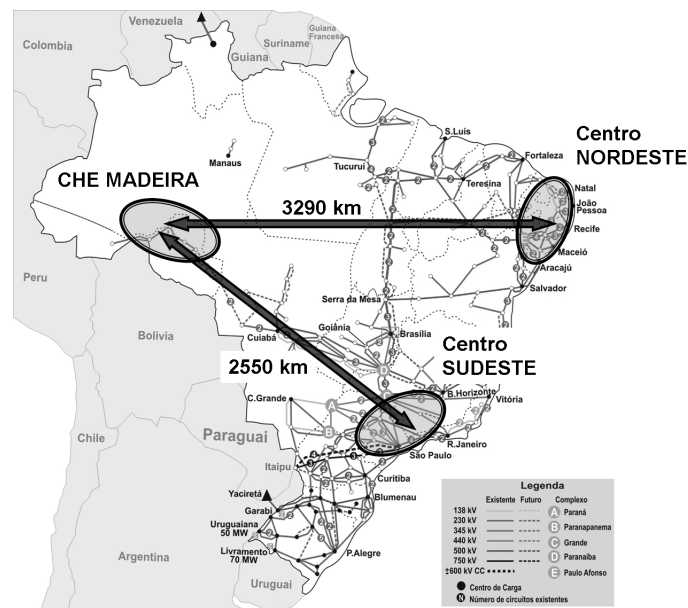 Venezuela
Colombia
Guiana
Suriname
Guiana
Francesa
Manaus
S.Luis
Tucurui
Fortaleza
Teresina
Centro
NORDESTE
CHE MADEIRA
3290 km
Natal
João
Pessoa
Recife
Maceió
Aracajú
Salvador
Peru
Bolivia
Serra da Mesa
Goiânia
Brasília
Cuiabá
2550 km
Centro
SUDESTE
C.Grande
B.Horizonte
Vitória
A
B
D
Chile
Paraguai
Itaipu
R.Janeiro
São Paulo
Curitiba
Blumenau
Yaciretá
Garabi
Uruguaiana
50 MW
Livramento
70 MW
P.Alegre
Argentina
Uruguai
Legenda
Existente Futuro Complexo
138 kV A Paraná
230 kV B Paranapanema
345 kV
440 kV C Grande
500 kV D Paranaíba
750 kV
±600 kV CC E Paulo Afonso
Centro de Carga
N Número de circuitos existentes